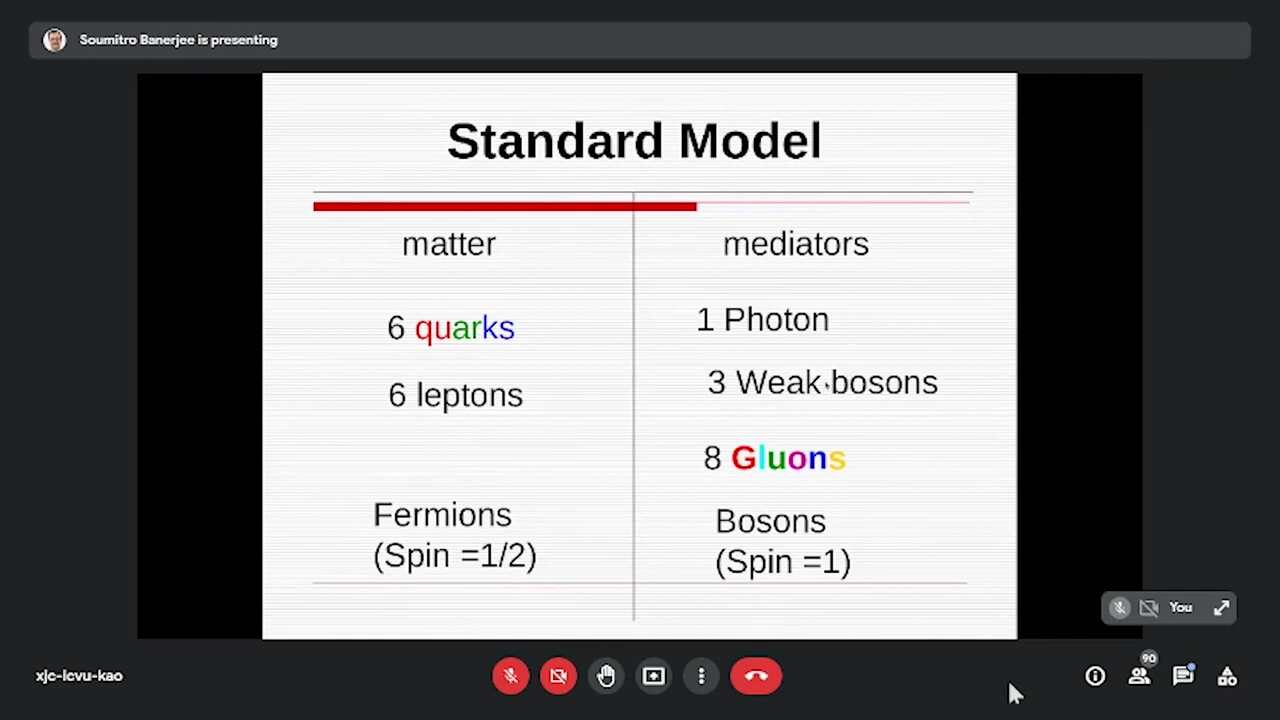 Soumitro Banerjee is presenting
Standard Model
matter
mediators
6 quarks
1 Photon
6 leptons
3 Weak bosons
8 Gluons
Fermions
(Spin =1/2)
Bosons
(Spin =1)
You
xjc-lcvu-kao
90